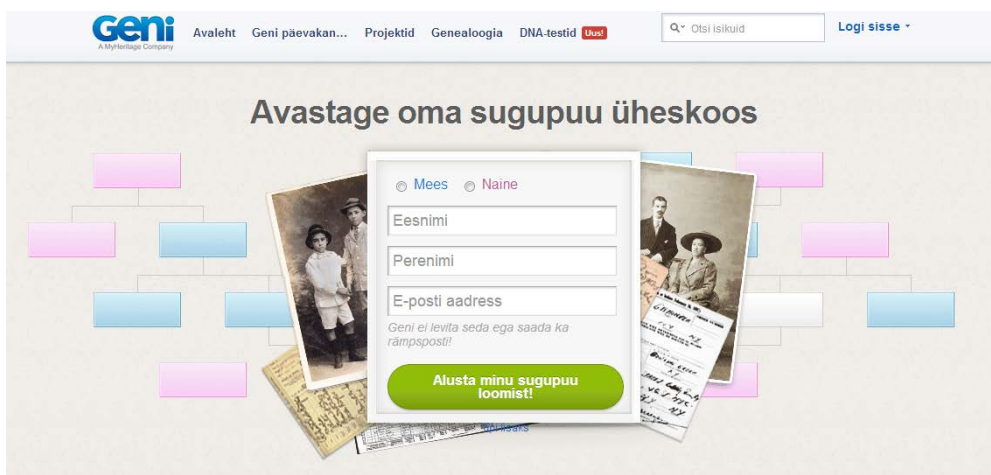 Geni
A MyHeritage Company
Avaleht Geni päevakan... Projektid Genealoogia DNA-testid Uus!
Otsi isikuid
Logi sisse
Avastage oma sugupuu üheskoos
Mees Naine
Eesnimi
Perenimi
E-posti aadress
Geni ei levita seda ega saada ka
rämpsposti!
Alusta minu sugupuu
loomist!